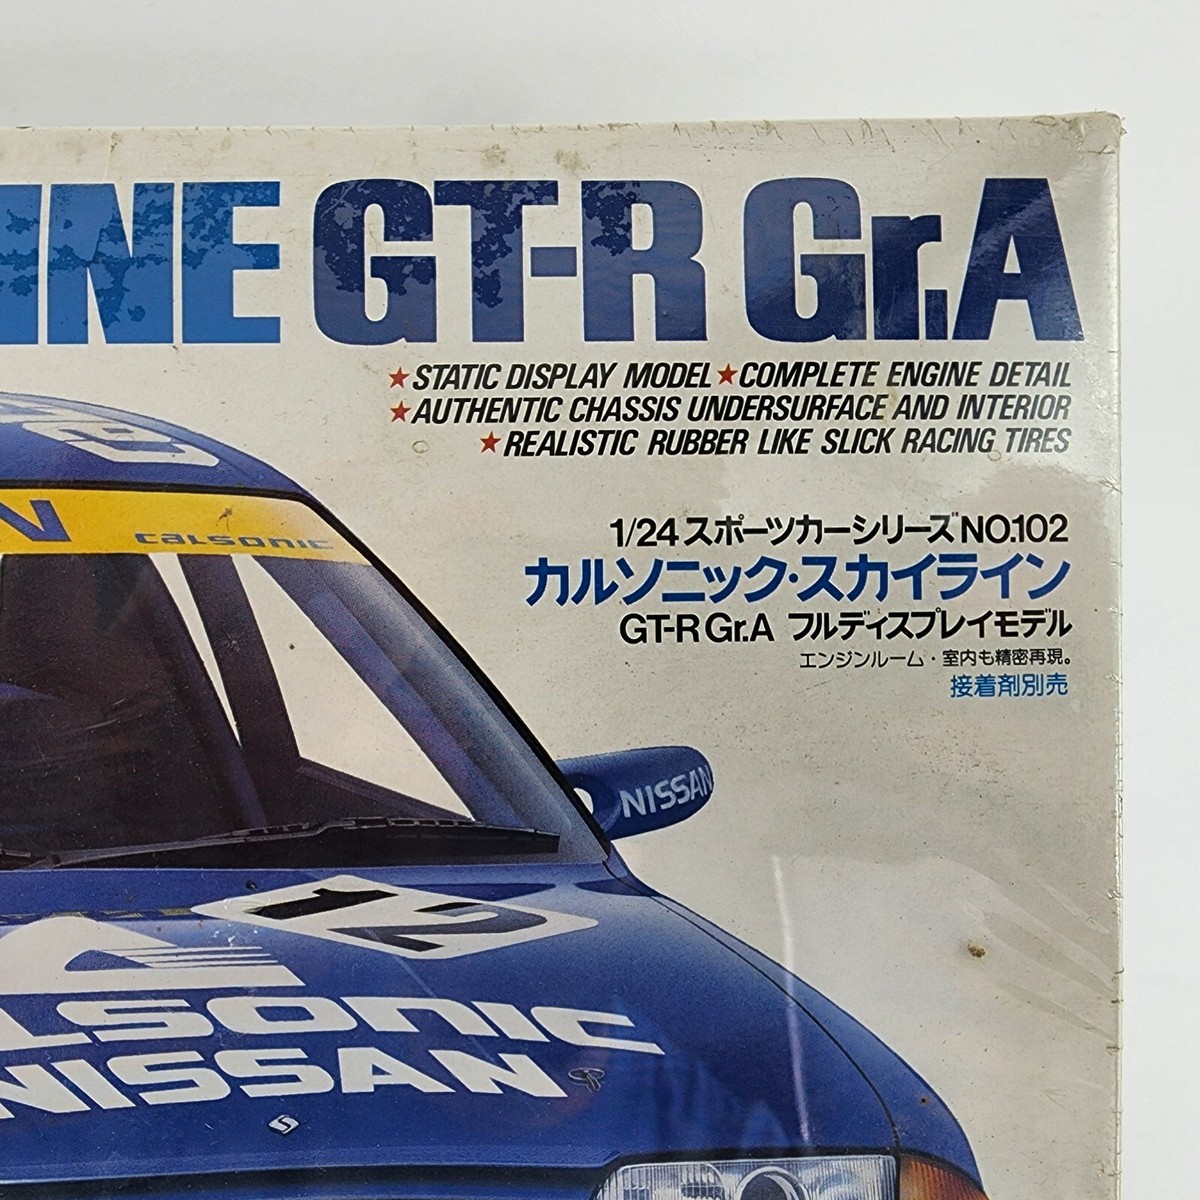 INE GT-R Gr.A
★STATIC DISPLAY MODEL★COMPLETE ENGINE DETAIL
★AUTHENTIC CHASSIS UNDERSURFACE AND INTERIOR
★REALISTIC RUBBER LIKE SLICK RACING TIRES
1/24スポーツカーシリーズNO.102
カルソニック・スカイライン
GT-R Gr.A フルディスプレイモデル
エンジンルーム・室内も精密再現。
接着剤別売
N CALSONIC
NISSAN
12
LSONIC
NISSAN
S